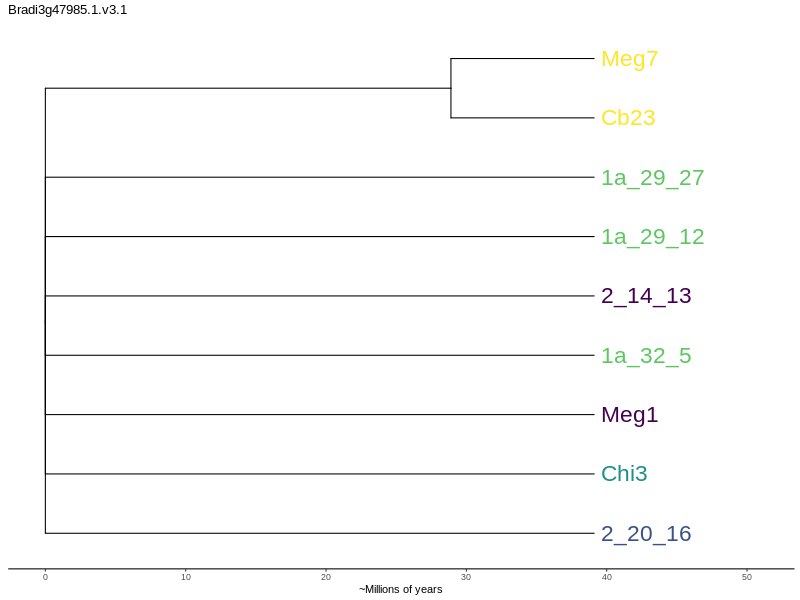 Bradi3g47985.1.v3.1
Meg7
Cb23
1a_29_27
1a_29_12
2_14_13
1a_32_5
Meg1
Chi3
2_20_16
0 10 20 30 40 50
~Millions of years